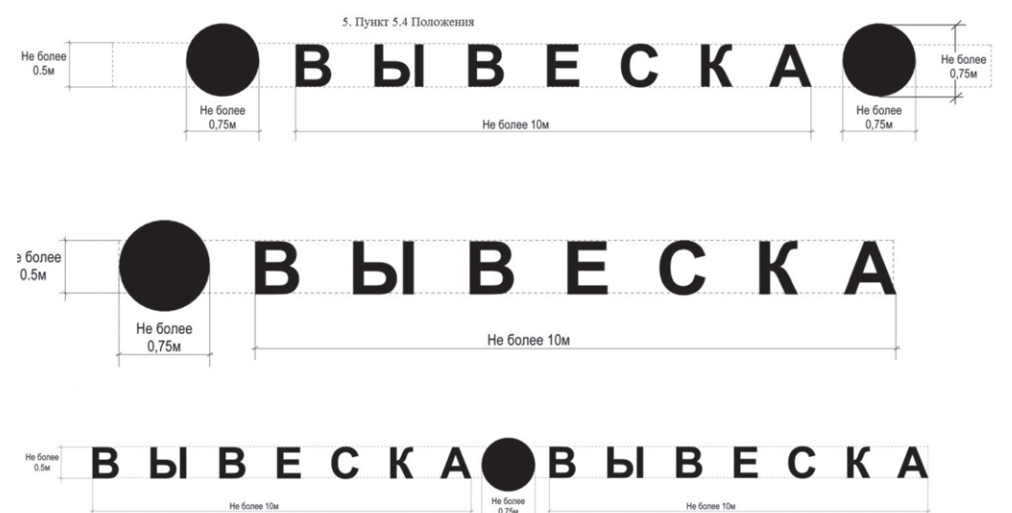 5. Пункт 5.4 Положения
Не более
0.5м
ВЫВЕСКА
Не более
0,75м
Не более
0,75м
Не более 10м
Не более
0,75м
е более
0.5м
ВЫВЕСКА
Не более
0,75м
Не более 10м
Не более
0.5м
ВЫВЕСКА ВЫВЕСКА
Не более 10м
Не более
0,75м
Не более 10м